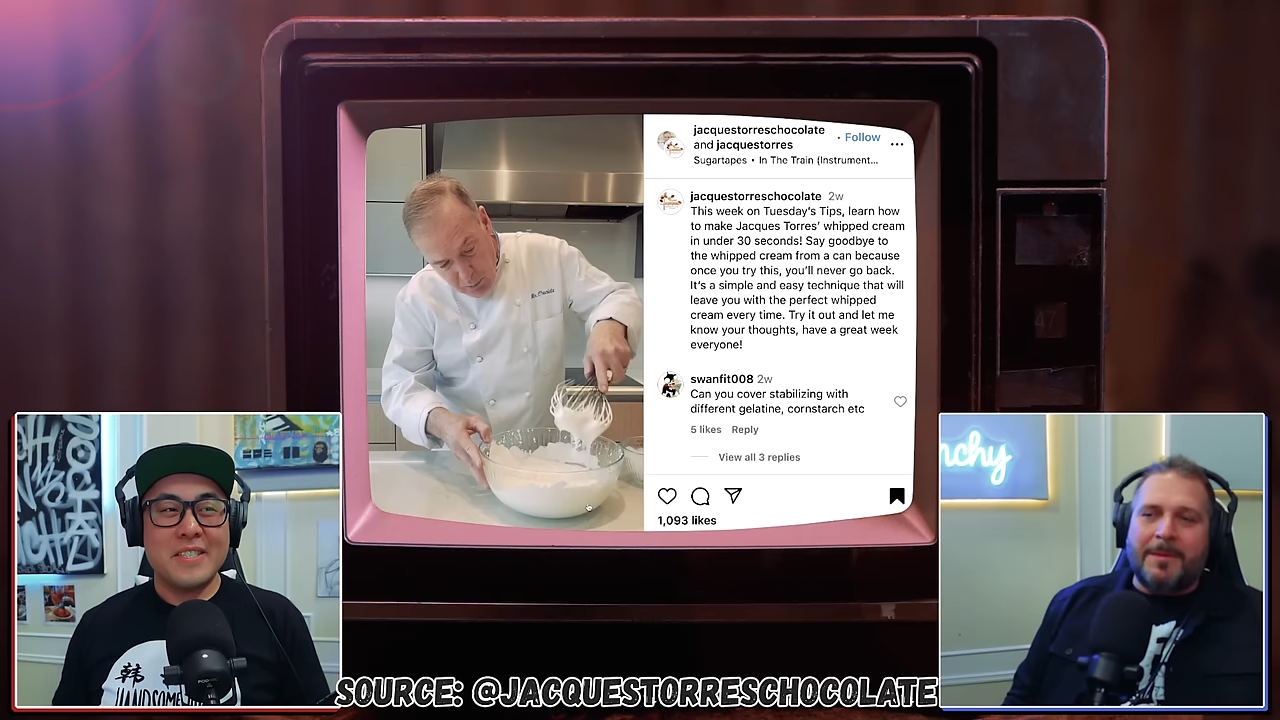 jacquestorreschocolate
and jacquestorres
• Follow
•••
Sugartapes • In The Train (Instrument...
jacquestorreschocolate 2w
This week on Tuesday's Tips, learn how
to make Jacques Torres' whipped cream
in under 30 seconds! Say goodbye to
the whipped cream from a can because
once you try this, you'll never go back.
It's a simple and easy technique that will
leave you with the perfect whipped
cream every time. Try it out and let me
know your thoughts, have a great week
everyone!
swanfit008 2w
Can you cover stabilizing with
different gelatine, cornstarch etc
5 likes Reply
View all 3 replies
1,093 likes
47
nchy
韩
HANDSOME
SOURCE: @JACQUESTORRESCHOCOLATE